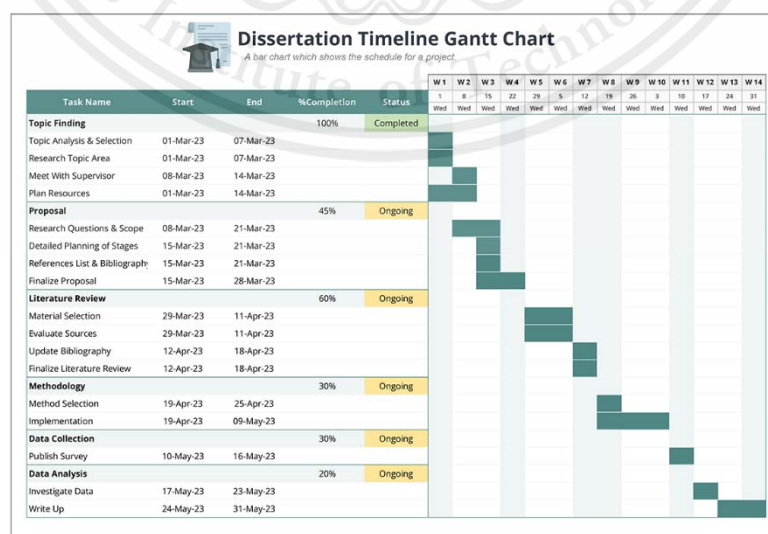 Institute of Technol
Dissertation Timeline Gantt Chart
A bar chart which shows the schedule for a project.
W 1 W 2 W 3 W 4 W 5 W 6 W 7 W 8 W 9 W 10 W 11 W 12 W 13 W 14
Task Name Start End %Completion Status 1 8 15 22 29 5 12 19 26 3 10 17 24 31
Wed Wed Wed Wed Wed Wed Wed Wed Wed Wed Wed Wed Wed Wed
Topic Finding 100% Completed
Topic Analysis & Selection 01-Mar-23 07-Mar-23
Research Topic Area 01-Mar-23 07-Mar-23
Meet With Supervisor 08-Mar-23 14-Mar-23
Plan Resources 01-Mar-23 14-Mar-23
Proposal 45% Ongoing
Research Questions & Scope 08-Mar-23 21-Mar-23
Detailed Planning of Stages 15-Mar-23 21-Mar-23
References List & Bibliography 15-Mar-23 21-Mar-23
Finalize Proposal 15-Mar-23 28-Mar-23
Literature Review 60% Ongoing
Material Selection 29-Mar-23 11-Apr-23
Evaluate Sources 29-Mar-23 11-Apr-23
Update Bibliography 12-Apr-23 18-Apr-23
Finalize Literature Review 12-Apr-23 18-Apr-23
Methodology 30% Ongoing
Method Selection 19-Apr-23 25-Apr-23
Implementation 19-Apr-23 09-May-23
Data Collection 30% Ongoing
Publish Survey 10-May-23 16-May-23
Data Analysis 20% Ongoing
Investigate Data 17-May-23 23-May-23
Write Up 24-May-23 31-May-23